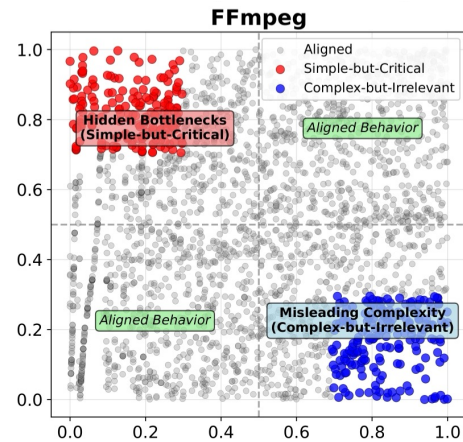 FFmpeg
Aligned
Simple-but-Critical
Complex-but-Irrelevant
Hidden Bottlenecks
(Simple-but-Critical)
Aligned Behavior
Aligned Behavior
Misleading Complexity
(Complex-but-Irrelevant)
1.0
0.8
0.6
0.4
0.2
0.0
0.0 0.2 0.4 0.6 0.8 1.0